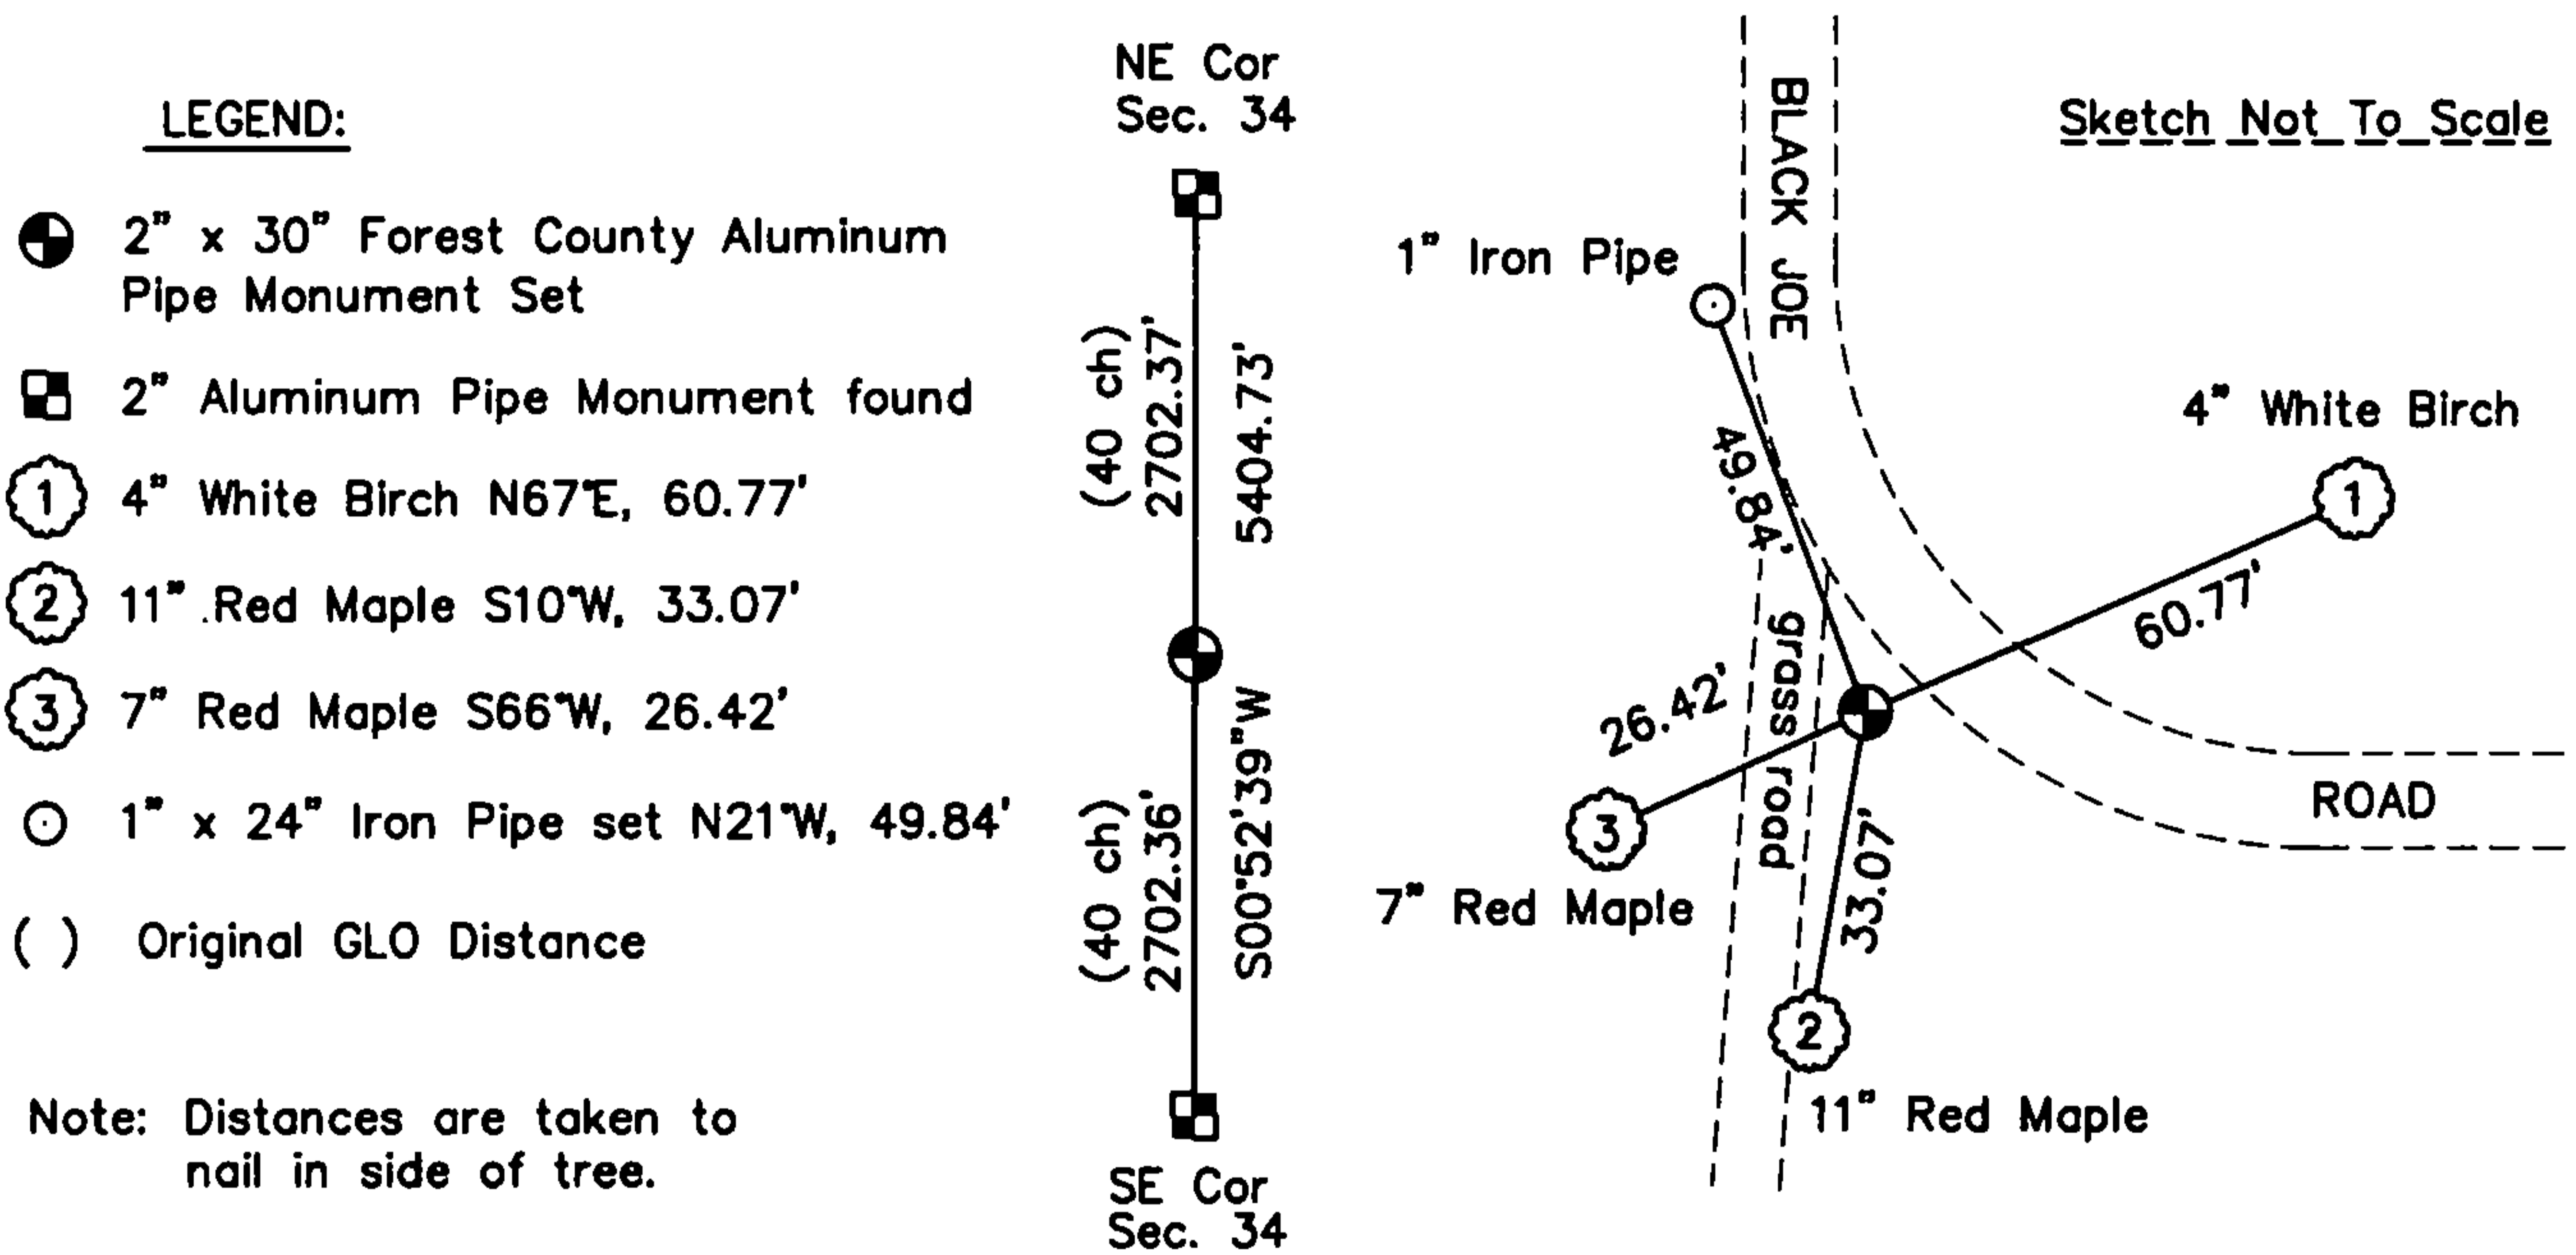 LEGEND:
2" x 30" Forest County Aluminum
Pipe Monument Set
2" Aluminum Pipe Monument found
1 4" White Birch N67°E, 60.77'
2 11" .Red Maple S10°W, 33.07'
3 7" Red Maple S66°W, 26.42'
1" x 24" Iron Pipe set N21°W, 49.84'
( ) Original GLO Distance
Note: Distances are taken to
nail in side of tree.
NE Cor
Sec. 34
(40 ch)
2702.37'
5404.73'
(40 ch)
2702.36'
S00°52'39"W
SE Cor
Sec. 34
Sketch Not To Scale
BLACK JOE
1" Iron Pipe
49.84'
4" White Birch
1
60.77'
grass road
26.42'
3
7" Red Maple
33.07'
2
11" Red Maple
ROAD